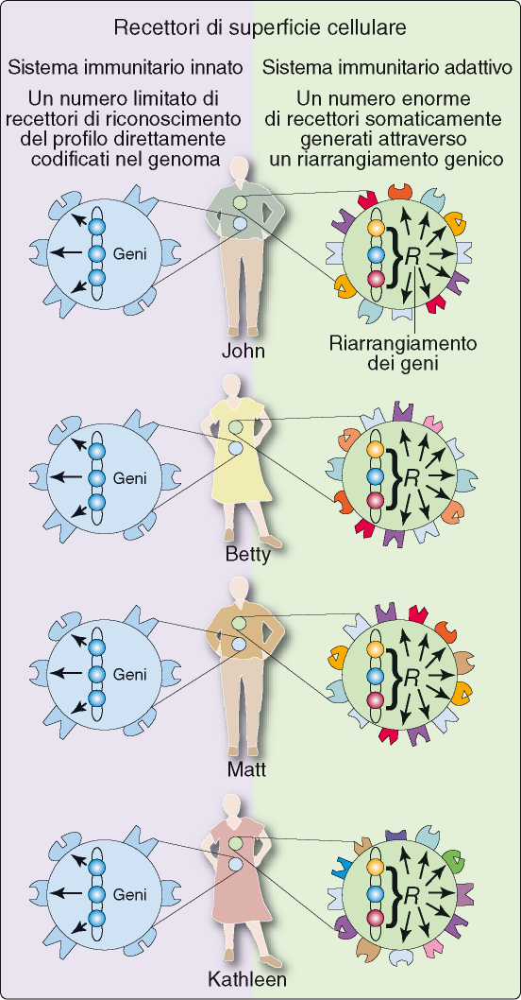 Recettori di superficie cellulare
Sistema immunitario innato
Sistema immunitario adattivo
Un numero limitato di
recettori di riconoscimento
del profilo direttamente
codificati nel genoma
Un numero enorme
di recettori somaticamente
generati attraverso
un riarrangiamento genico
Geni
R
John
Riarrangiamento
dei geni
Geni
R
Betty
Geni
R
Matt
Geni
R
Kathleen